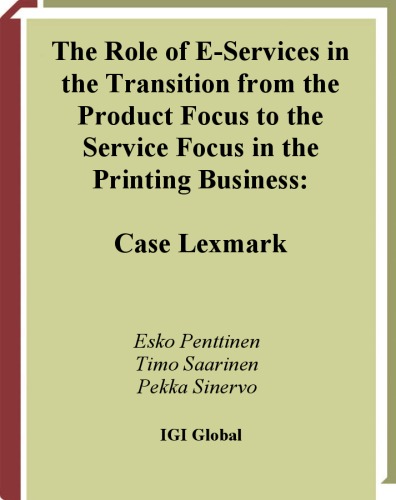 The Role of E-Services in
the Transition from the
Product Focus to the
Service Focus in the
Printing Business:
Case Lexmark
Esko Penttinen
Timo Saarinen
Pekka Sinervo
IGI Global